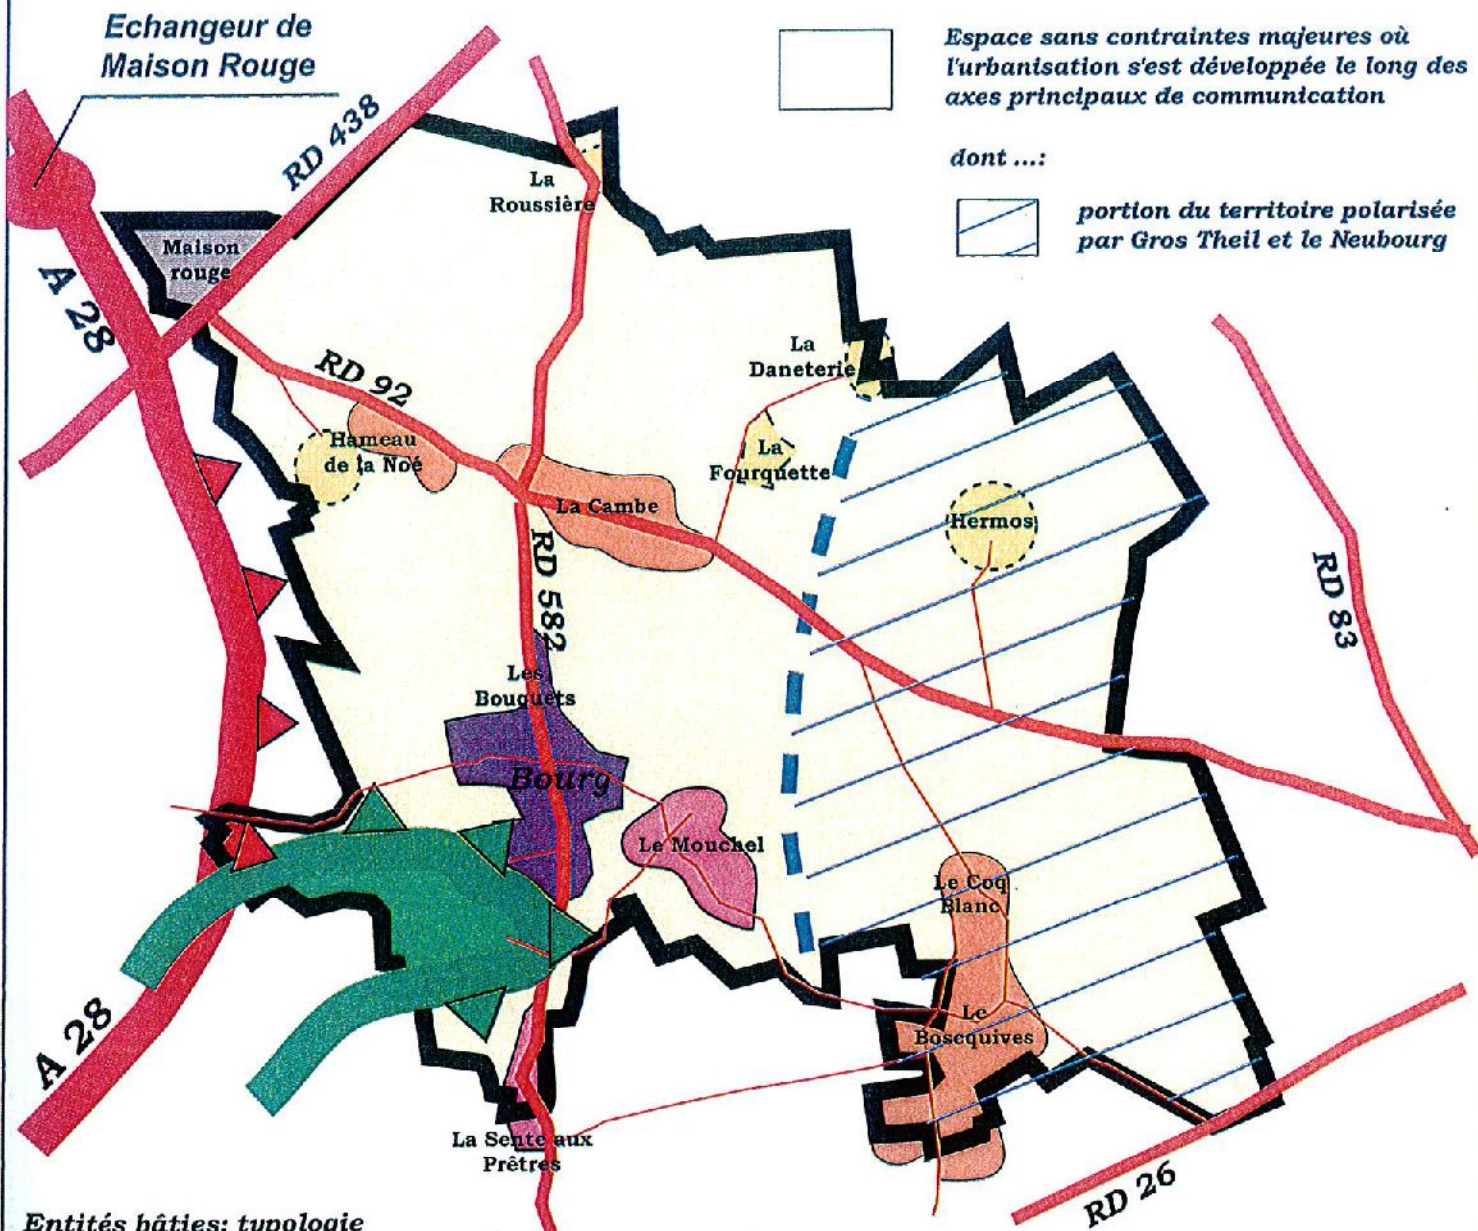 Echangeur de
Maison Rouge
Espace sans contraintes majeures où
l'urbanisation s'est développée le long des
axes principaux de communication
dont ...:
portion du territoire polarisée
par Gros Theil et le Neubourg
RD 438
La
Roussière
Maison
rouge
A 28
RD 92
La
Daneterie
Hameau
de la Noé
La
Fourquette
La Cambe
Hermos
RD 582
RD 83
Les
Bouquets
Bourg
Le Mouchel
Le Coq
Blanc
Le
Boscquives
A 28
La Sente aux
Prêtres
RD 26
Entités bâties: typologie